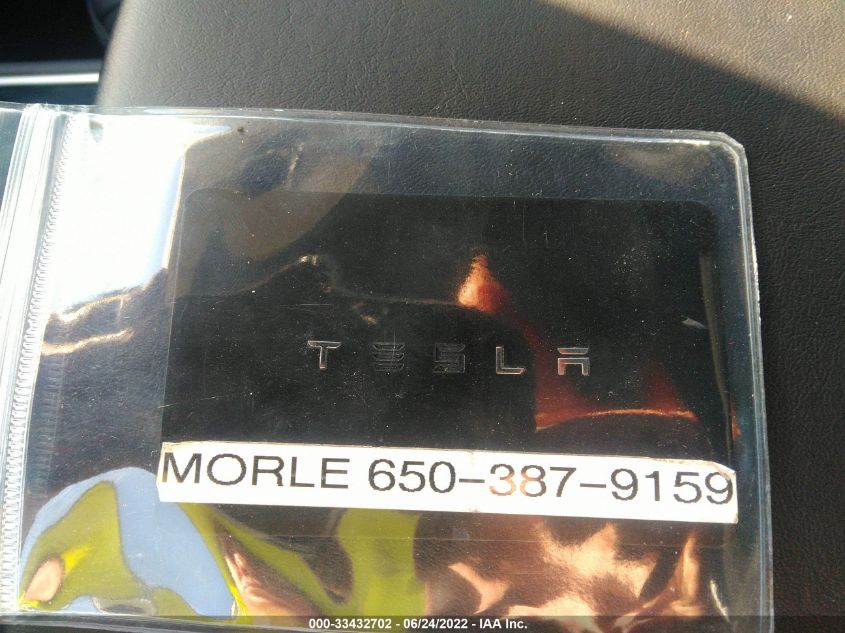 TESLA
MORLE 650-387-9159
000-33432702 - 06/24/2022 - IAA Inc.